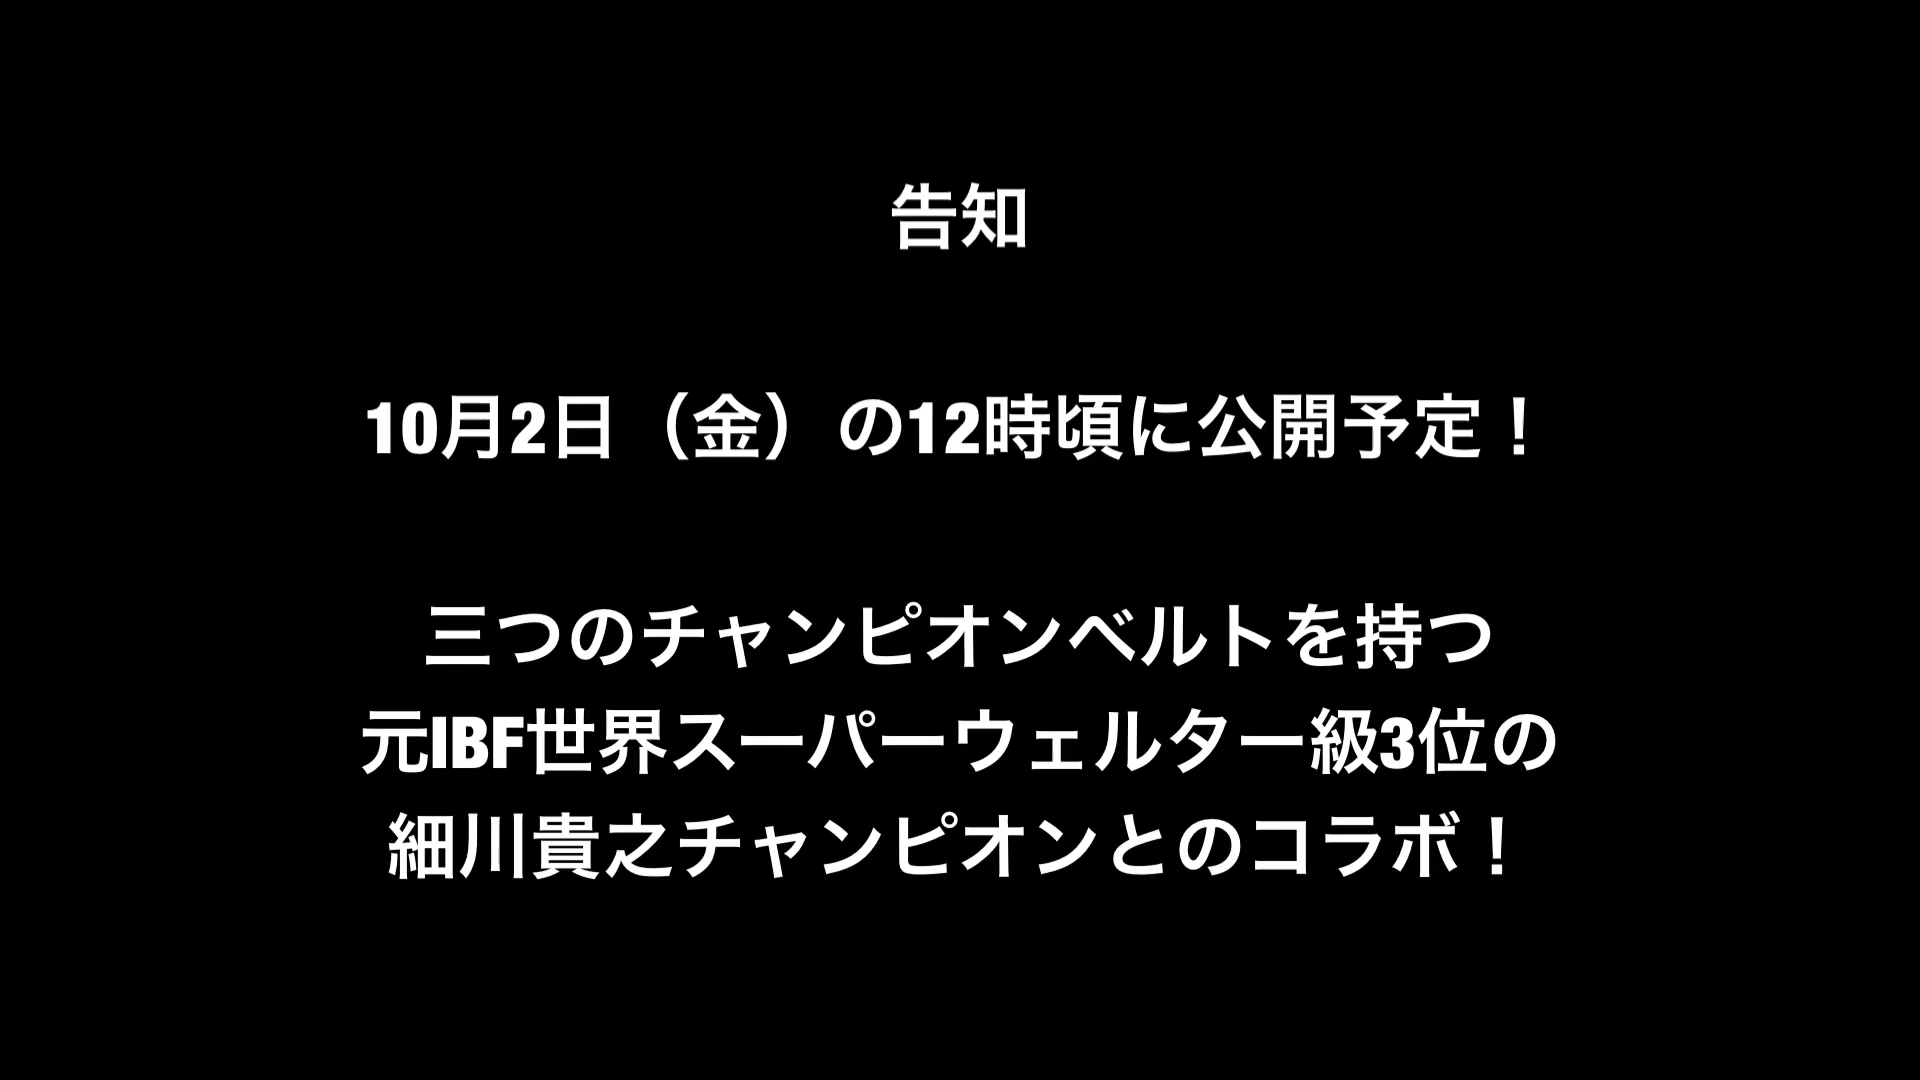 告知
10月2日（金）の12時頃に公開予定！
三つのチャンピオンベルトを持つ
元IBF世界スーパーウェルター級3位の
細川貴之チャンピオンとのコラボ！